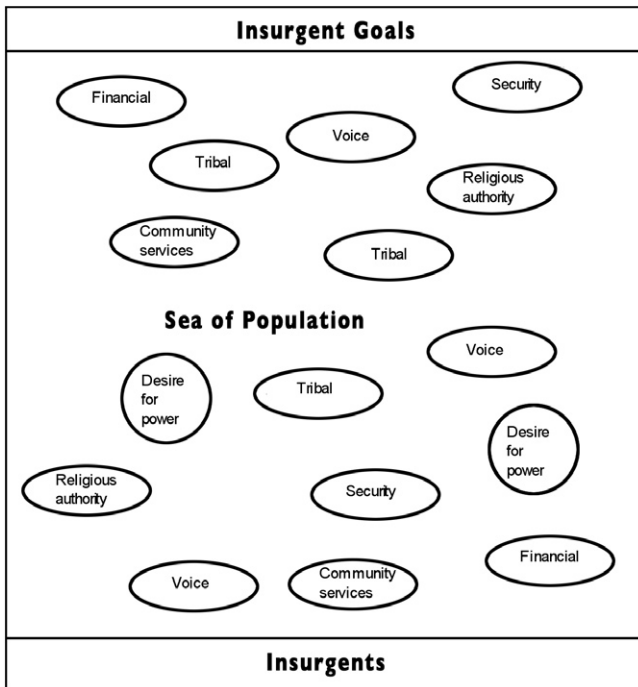 Insurgent Goals
Financial
Security
Voice
Tribal
Religious
authority
Community
services
Tribal
Sea of Population
Voice
Desire
for
power
Tribal
Desire
for
power
Religious
authority
Security
Financial
Voice
Community
services
Insurgents